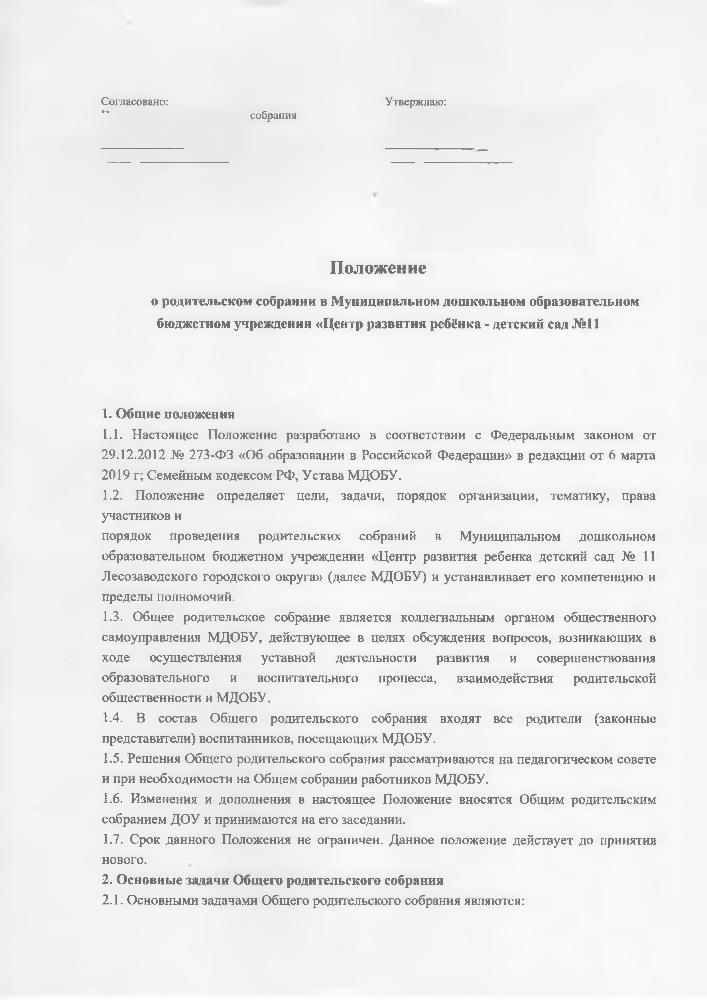 Согласовано:
Утверждаю:
собрания
Положение
о родительском собрании в Муниципальном дошкольном образовательном
бюджетном учреждении «Центр развития ребёнка - детский сад №11
1. Общие положения
1.1. Настоящее Положение разработано в соответствии с Федеральным законом от
29.12.2012 № 273-ФЗ «Об образовании в Российской Федерации» в редакции от 6 марта
2019 г; Семейным кодексом РФ, Устава МДОБУ.
1.2. Положение определяет цели, задачи, порядок организации, тематику, права
участников и
порядок проведения родительских собраний в Муниципальном дошкольном
образовательном бюджетном учреждении «Центр развития ребенка детский сад № 11
Лесозаводского городского округа» (далее МДОБУ) и устанавливает его компетенцию и
пределы полномочий.
1.3. Общее родительское собрание является коллегиальным органом общественного
самоуправления МДОБУ, действующее в целях обсуждения вопросов, возникающих в
ходе осуществления уставной деятельности развития и совершенствования
образовательного и воспитательного процесса, взаимодействия родительской
общественности и МДОБУ.
1.4. В состав Общего родительского собрания входят все родители (законные
представители) воспитанников, посещающих МДОБУ.
1.5. Решения Общего родительского собрания рассматриваются на педагогическом совете
и при необходимости на Общем собрании работников МДОБУ.
1.6. Изменения и дополнения в настоящее Положение вносятся Общим родительским
собранием ДОУ и принимаются на его заседании.
1.7. Срок данного Положения не ограничен. Данное положение действует до принятия
нового.
2. Основные задачи Общего родительского собрания
2.1. Основными задачами Общего родительского собрания являются: